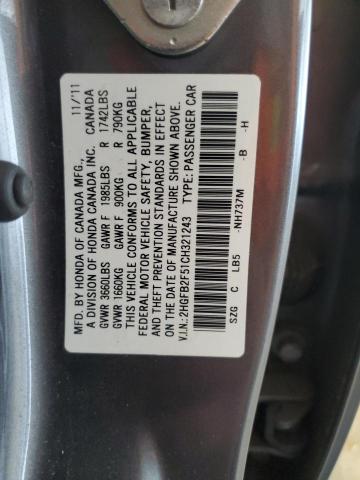 MFD. BY HONDA OF CANADA MFG., 11/'11
A DIVISION OF HONDA CANADA INC. CANADA
GVWR 3660LBS GAWR F 1985LBS R 1742LBS
GVWR 1660KG GAWR F 900KG R 790KG
THIS VEHICLE CONFORMS TO ALL APPLICABLE
FEDERAL MOTOR VEHICLE SAFETY, BUMPER,
AND THEFT PREVENTION STANDARDS IN EFFECT
ON THE DATE OF MANUFACTURE SHOWN ABOVE.
V.I.N.:2HGFB2F51CH321243 TYPE: PASSENGER CAR
NH737M -B -H
SZG C LB5